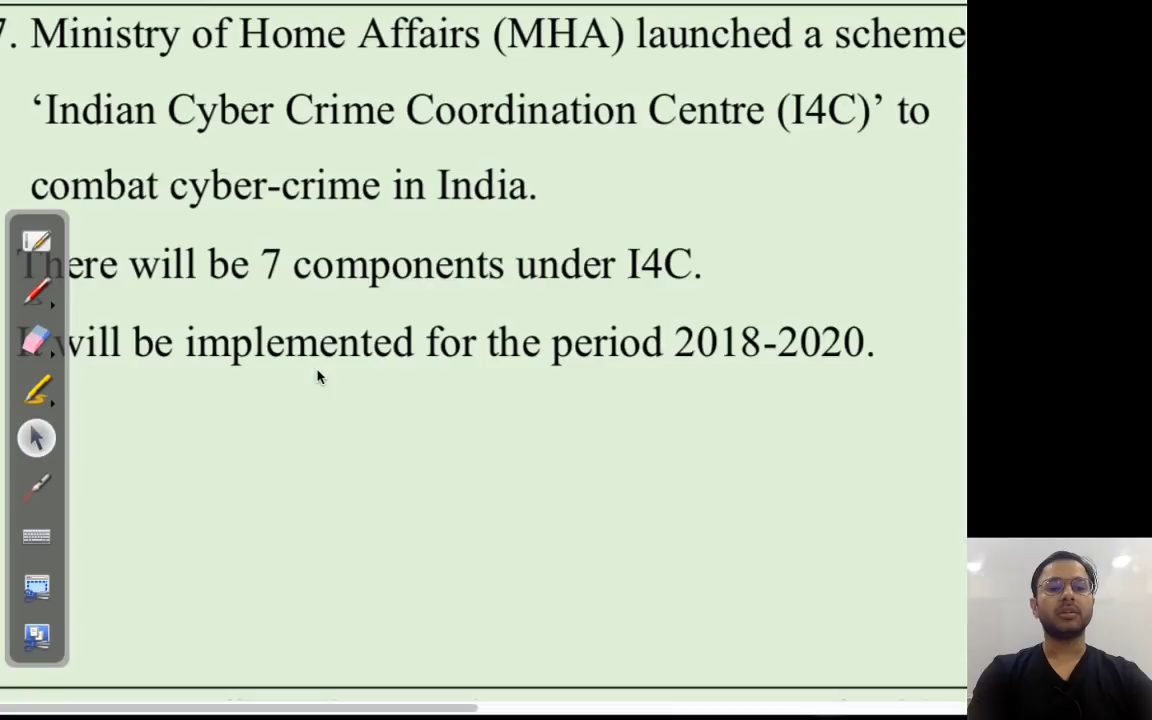 7. Ministry of Home Affairs (MHA) launched a scheme
‘Indian Cyber Crime Coordination Centre (I4C)’ to
combat cyber-crime in India.
There will be 7 components under I4C.
It will be implemented for the period 2018-2020.